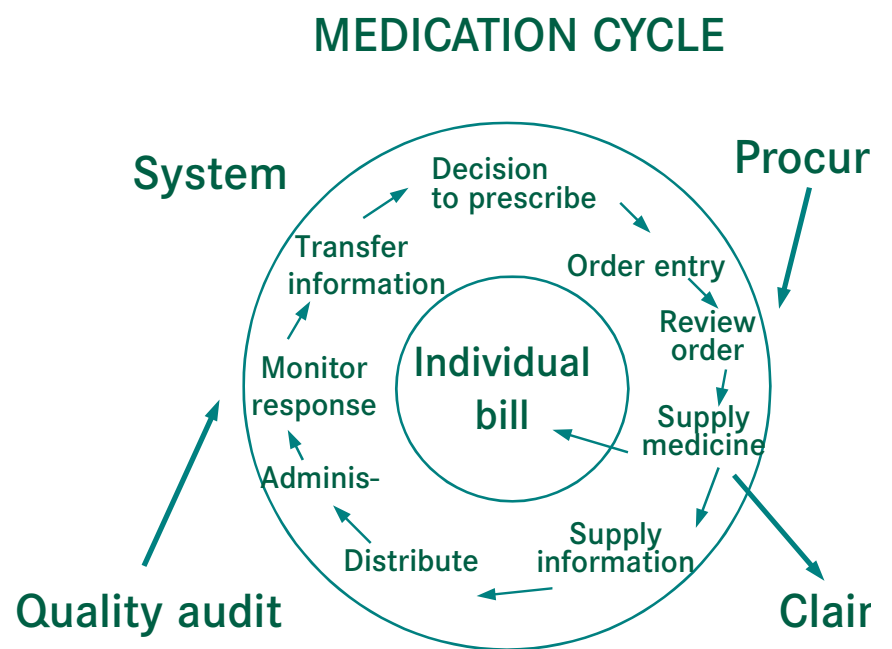 MEDICATION CYCLE
System
Procur
Decision
to prescribe
Transfer
information
Order entry
Review
order
Individual
bill
Monitor
response
Supply
medicine
Adminis-
Supply
information
Distribute
Quality audit
Clair